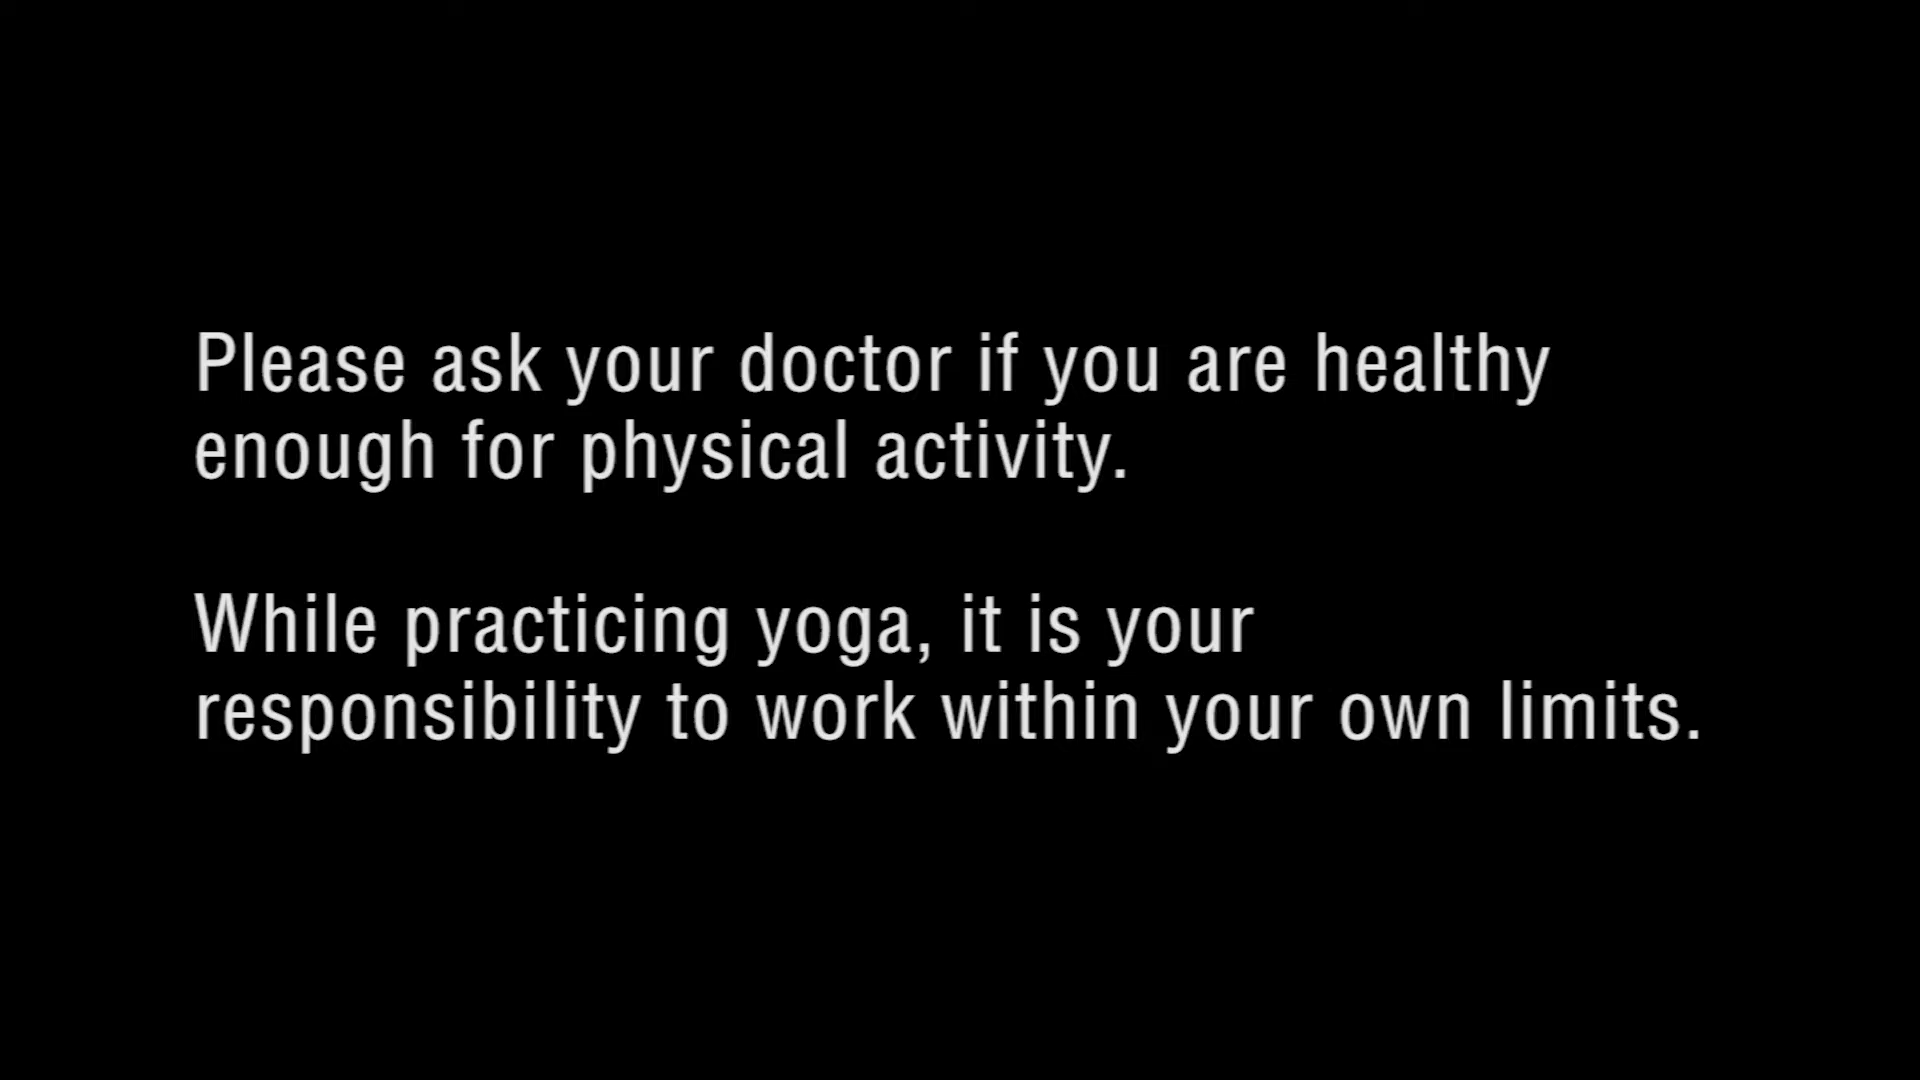 Please ask your doctor if you are healthy
enough for physical activity.
While practicing yoga, it is your
responsibility to work within your own limits.